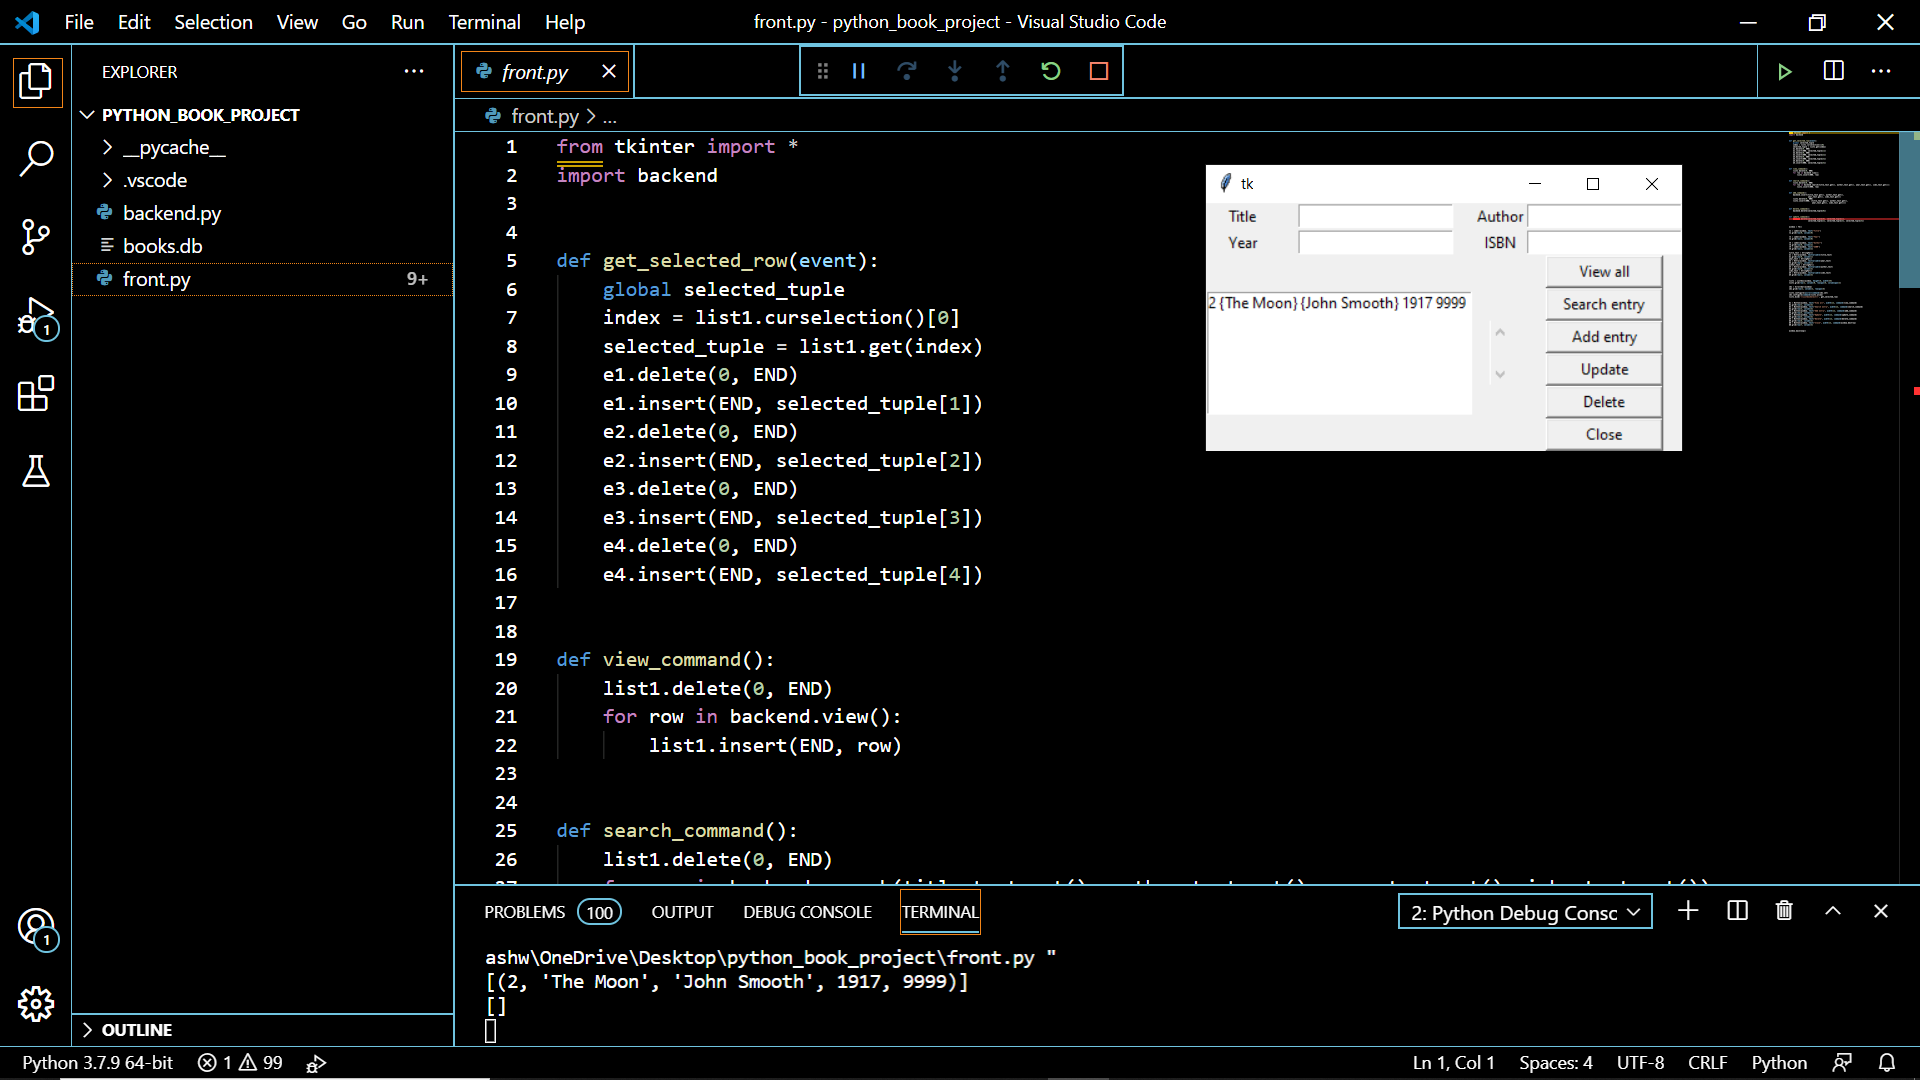 File Edit Selection View Go Run Terminal Help
front.py - python_book_project - Visual Studio Code
EXPLORER
PYTHON_BOOK_PROJECT
__pycache__
.vscode
backend.py
books.db
front.py 9+
OUTLINE
1
1
front.py
front.py > ...
1 from tkinter import *
2 import backend
3
4
5 def get_selected_row(event):
6 global selected_tuple
7 index = list1.curselection()[0]
8 selected_tuple = list1.get(index)
9 e1.delete(0, END)
10 e1.insert(END, selected_tuple[1])
11 e2.delete(0, END)
12 e2.insert(END, selected_tuple[2])
13 e3.delete(0, END)
14 e3.insert(END, selected_tuple[3])
15 e4.delete(0, END)
16 e4.insert(END, selected_tuple[4])
17
18
19 def view_command():
20 list1.delete(0, END)
21 for row in backend.view():
22 list1.insert(END, row)
23
24
25 def search_command():
26 list1.delete(0, END)
tk
Title Author
Year ISBN
View all
2 {The Moon} {John Smooth} 1917 9999
Search entry
Add entry
Update
Delete
Close
PROBLEMS 100 OUTPUT DEBUG CONSOLE TERMINAL
2: Python Debug Consc
ashw\OneDrive\Desktop\python_book_project\front.py "
[(2, 'The Moon', 'John Smooth', 1917, 9999)]
[]
Python 3.7.9 64-bit 1 99
Ln 1, Col 1 Spaces: 4 UTF-8 CRLF Python